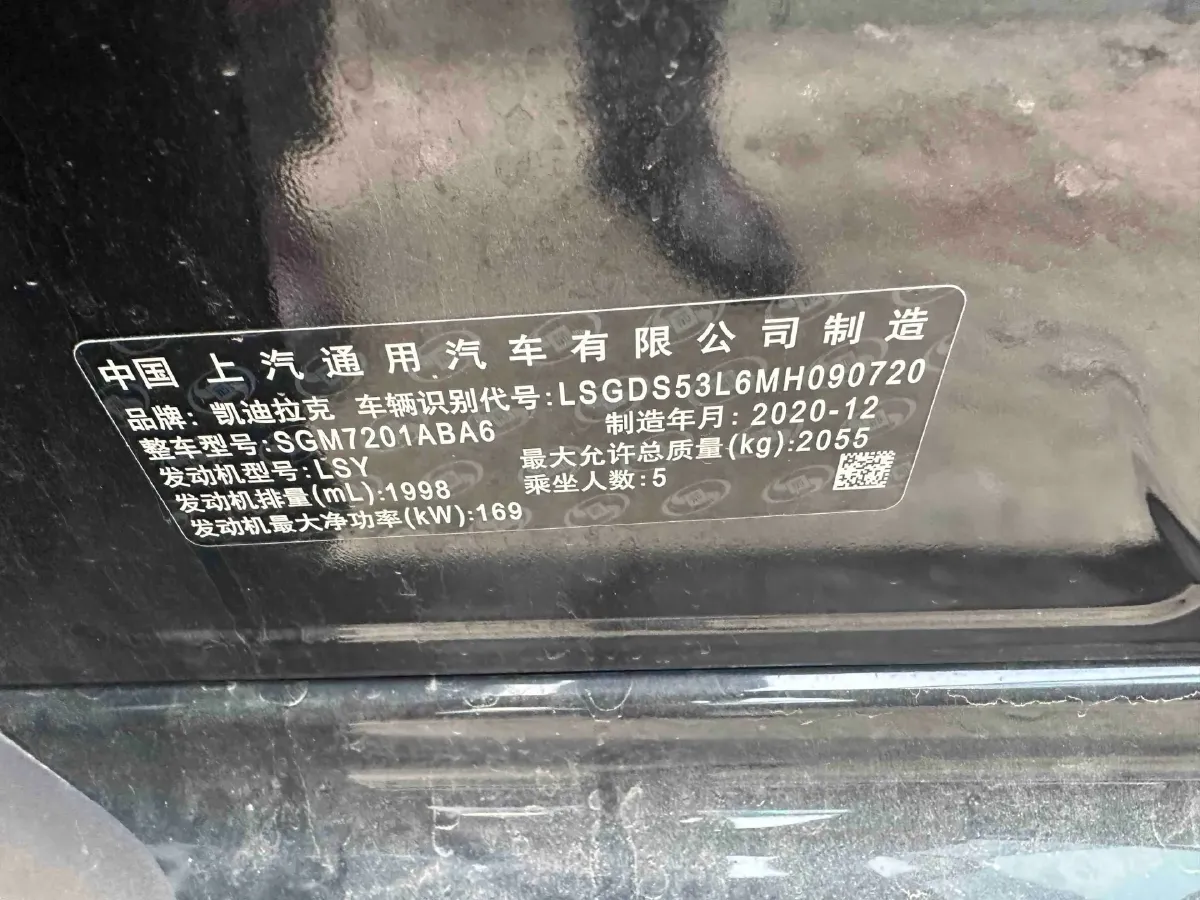 中国 上汽通用汽车有限公司制造
品牌: 凯迪拉克 车辆识别代号:LSGDS53L6MH090720
整车型号:SGM7201ABA6 制造年月: 2020-12
发动机型号:LSY 最大允许总质量(kg):2055
发动机排量(mL):1998 乘坐人数:5
发动机最大净功率(kW):169